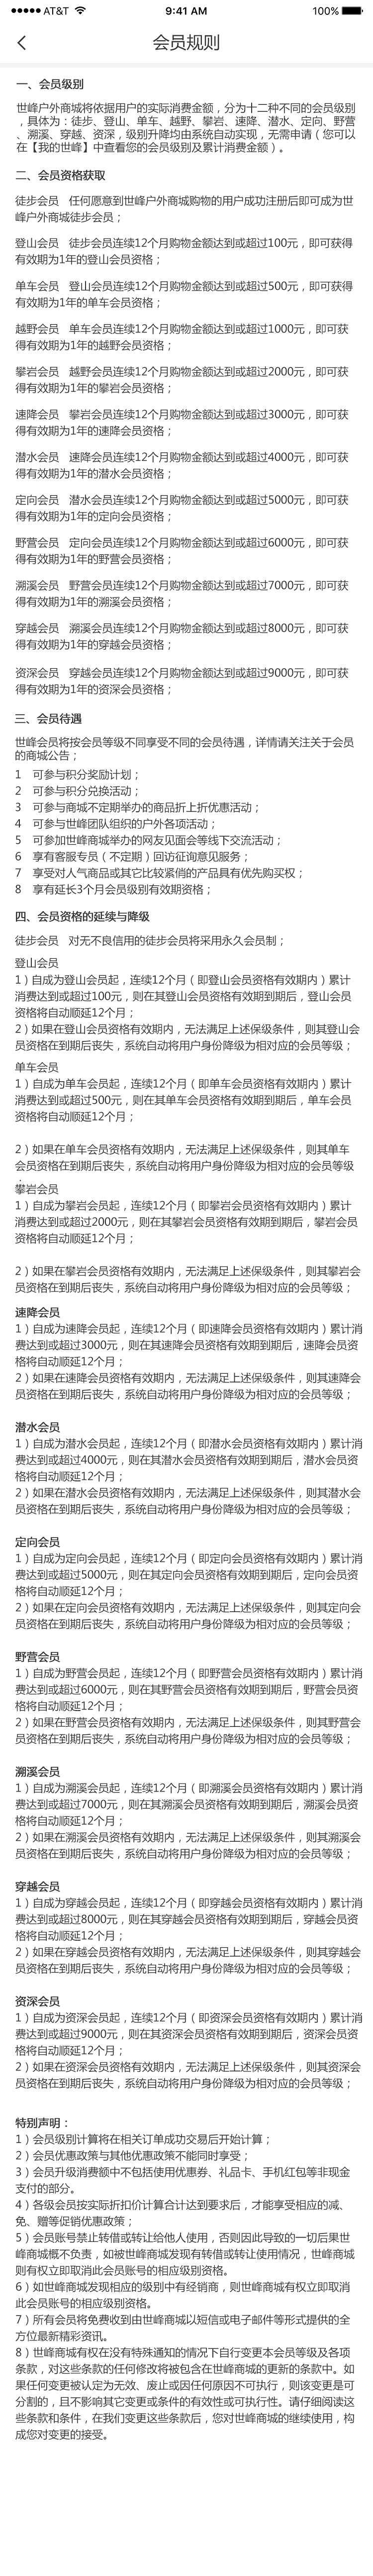 AT&T 9:41 AM 100%
会员规则
一、会员级别
世峰户外商城将依据用户的实际消费金额，分为十二种不同的会员级别
，具体为：徒步、登山、单车、越野、攀岩、速降、潜水、定向、野营
、溯溪、穿越、资深，级别升降均由系统自动实现，无需申请（您可以
在【我的世峰】中查看您的会员级别及累计消费金额）。
二、会员资格获取
徒步会员 任何愿意到世峰户外商城购物的用户成功注册后即可成为世
峰户外商城徒步会员；
登山会员 徒步会员连续12个月购物金额达到或超过100元，即可获得
有效期为1年的登山会员资格；
单车会员 登山会员连续12个月购物金额达到或超过500元，即可获得
有效期为1年的单车会员资格；
越野会员 单车会员连续12个月购物金额达到或超过1000元，即可获
得有效期为1年的越野会员资格；
攀岩会员 越野会员连续12个月购物金额达到或超过2000元，即可获
得有效期为1年的攀岩会员资格；
速降会员 攀岩会员连续12个月购物金额达到或超过3000元，即可获
得有效期为1年的速降会员资格；
潜水会员 速降会员连续12个月购物金额达到或超过4000元，即可获
得有效期为1年的潜水会员资格；
定向会员 潜水会员连续12个月购物金额达到或超过5000元，即可获
得有效期为1年的定向会员资格；
野营会员 定向会员连续12个月购物金额达到或超过6000元，即可获
得有效期为1年的野营会员资格；
溯溪会员 野营会员连续12个月购物金额达到或超过7000元，即可获
得有效期为1年的溯溪会员资格；
穿越会员 溯溪会员连续12个月购物金额达到或超过8000元，即可获
得有效期为1年的穿越会员资格；
资深会员 穿越会员连续12个月购物金额达到或超过9000元，即可获
得有效期为1年的资深会员资格；
三、会员待遇
世峰会员将按会员等级不同享受不同的会员待遇，详情请关注关于会员
的商城公告；
1 可参与积分奖励计划；
2 可参与积分兑换活动；
3 可参与商城不定期举办的商品折上折优惠活动；
4 可参与世峰团队组织的户外各项活动；
5 可参加世峰商城举办的网友见面会等线下交流活动；
6 享有客服专员（不定期）回访征询意见服务；
7 享受对人气商品或其它比较紧俏的产品具有优先购买权；
8 享有延长3个月会员级别有效期资格；
四、会员资格的延续与降级
徒步会员 对无不良信用的徒步会员将采用永久会员制；
登山会员
1）自成为登山会员起，连续12个月（即登山会员资格有效期内）累计
消费达到或超过100元，则在其登山会员资格有效期到期后，登山会员
资格将自动顺延12个月；
2)如果在登山会员资格有效期内，无法满足上述保级条件，则其登山会
员资格在到期后丧失，系统自动将用户身份降级为相对应的会员等级；
单车会员
1）自成为单车会员起，连续12个月（即单车会员资格有效期内）累计
消费达到或超过500元，则在其单车会员资格有效期到期后，单车会员
资格将自动顺延12个月；
2）如果在单车会员资格有效期内，无法满足上述保级条件，则其单车
会员资格在到期后丧失，系统自动将用户身份降级为相对应的会员等级
；
攀岩会员
1）自成为攀岩会员起，连续12个月（即攀岩会员资格有效期内）累计
消费达到或超过2000元，则在其攀岩会员资格有效期到期后，攀岩会员
资格将自动顺延12个月；
2）如果在攀岩会员资格有效期内，无法满足上述保级条件，则其攀岩会
员资格在到期后丧失，系统自动将用户身份降级为相对应的会员等级；
速降会员
1）自成为速降会员起，连续12个月（即速降会员资格有效期内）累计消
费达到或超过3000元，则在其速降会员资格有效期到期后，速降会员资
格将自动顺延12个月；
2）如果在速降会员资格有效期内，无法满足上述保级条件，则其速降会
员资格在到期后丧失，系统自动将用户身份降级为相对应的会员等级；
潜水会员
1）自成为潜水会员起，连续12个月（即潜水会员资格有效期内）累计消
费达到或超过4000元，则在其潜水会员资格有效期到期后，潜水会员资
格将自动顺延12个月；
2）如果在潜水会员资格有效期内，无法满足上述保级条件，则其潜水会
员资格在到期后丧失，系统自动将用户身份降级为相对应的会员等级；
定向会员
1）自成为定向会员起，连续12个月（即定向会员资格有效期内）累计消
费达到或超过5000元，则在其定向会员资格有效期到期后，定向会员资
格将自动顺延12个月；
2）如果在定向会员资格有效期内，无法满足上述保级条件，则其定向会
员资格在到期后丧失，系统自动将用户身份降级为相对应的会员等级；
野营会员
1）自成为野营会员起，连续12个月（即野营会员资格有效期内）累计消
费达到或超过6000元，则在其野营会员资格有效期到期后，野营会员资
格将自动顺延12个月；
2）如果在野营会员资格有效期内，无法满足上述保级条件，则其野营会
员资格在到期后丧失，系统自动将用户身份降级为相对应的会员等级；
溯溪会员
1）自成为溯溪会员起，连续12个月（即溯溪会员资格有效期内）累计消
费达到或超过7000元，则在其溯溪会员资格有效期到期后，溯溪会员资
格将自动顺延12个月；
2）如果在溯溪会员资格有效期内，无法满足上述保级条件，则其溯溪会
员资格在到期后丧失，系统自动将用户身份降级为相对应的会员等级；
穿越会员
1）自成为穿越会员起，连续12个月（即穿越会员资格有效期内）累计消
费达到或超过8000元，则在其穿越会员资格有效期到期后，穿越会员资
格将自动顺延12个月；
2）如果在穿越会员资格有效期内，无法满足上述保级条件，则其穿越会
员资格在到期后丧失，系统自动将用户身份降级为相对应的会员等级；
资深会员
1）自成为资深会员起，连续12个月（即资深会员资格有效期内）累计消
费达到或超过9000元，则在其资深会员资格有效期到期后，资深会员资
格将自动顺延12个月；
2）如果在资深会员资格有效期内，无法满足上述保级条件，则其资深会
员资格在到期后丧失，系统自动将用户身份降级为相对应的会员等级；
特别声明：
1）会员级别计算将在相关订单成功交易后开始计算；
2）会员优惠政策与其他优惠政策不能同时享受；
3）会员升级消费额中不包括使用优惠券、礼品卡、手机红包等非现金
支付的部分。
4）各级会员按实际折扣价计算合计达到要求后，才能享受相应的减、
免、赠等促销优惠政策；
5）会员账号禁止转借或转让给他人使用，否则因此导致的一切后果世
峰商城概不负责，如被世峰商城发现有转借或转让使用情况，世峰商城
则有权立即取消此会员账号的相应级别资格。
6）如世峰商城发现相应的级别中有经销商，则世峰商城有权立即取消
此会员账号的相应级别资格。
7）所有会员将免费收到由世峰商城以短信或电子邮件等形式提供的全
方位最新精彩资讯。
8）世峰商城有权在没有特殊通知的情况下自行变更本会员等级及各项
条款，对这些条款的任何修改将被包含在世峰商城的更新的条款中。如
果任何变更被认定为无效、废止或因任何原因不可执行，则该变更是可
分割的，且不影响其它变更或条件的有效性或可执行性。请仔细阅读这
些条款和条件，在我们变更这些条款后，您对世峰商城的继续使用，构
成您对变更的接受。